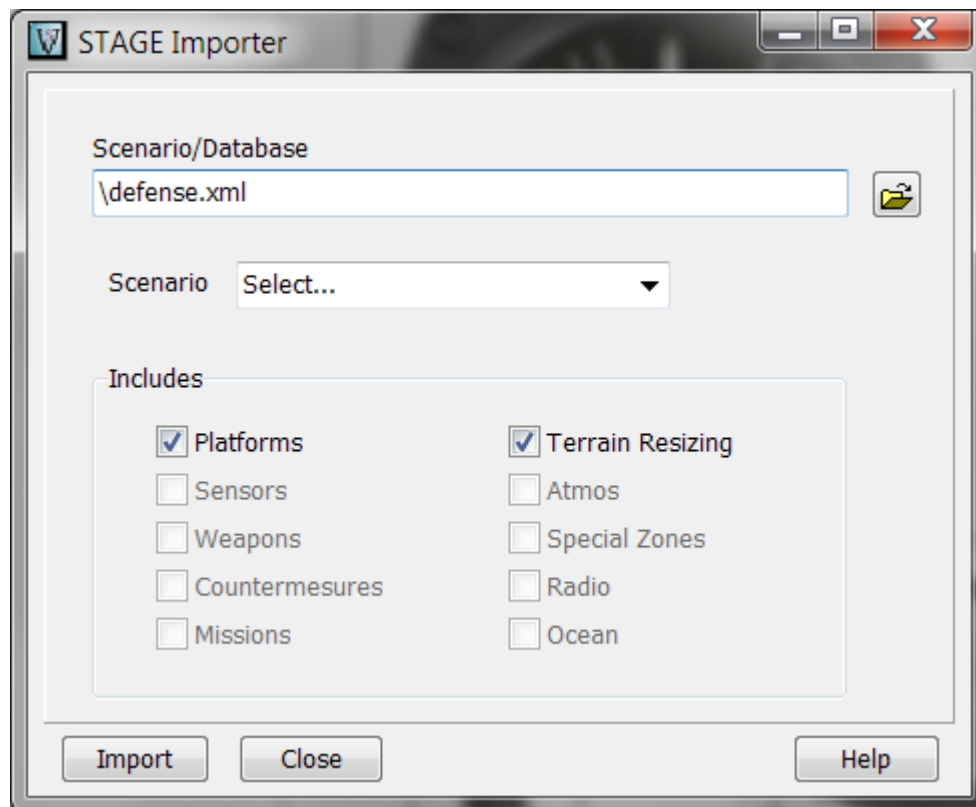 STAGE Importer
Scenario/Database
\defense.xml
Scenario Select...
Includes
Platforms Terrain Resizing
Sensors Atmos
Weapons Special Zones
Countermesures Radio
Missions Ocean
Import Close Help